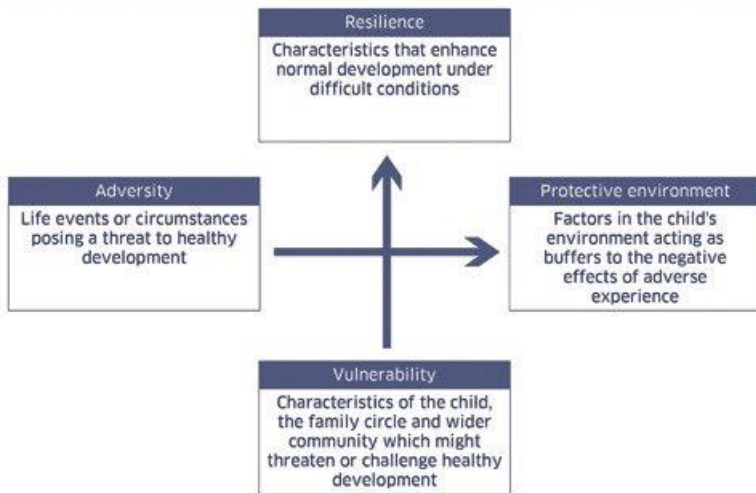 Resilience
Characteristics that enhance
normal development under
difficult conditions
Adversity
Life events or circumstances
posing a threat to healthy
development
Protective environment
Factors in the child's
environment acting as
buffers to the negative
effects of adverse
experience
Vulnerability
Characteristics of the child,
the family circle and wider
community which might
threaten or challenge healthy
development